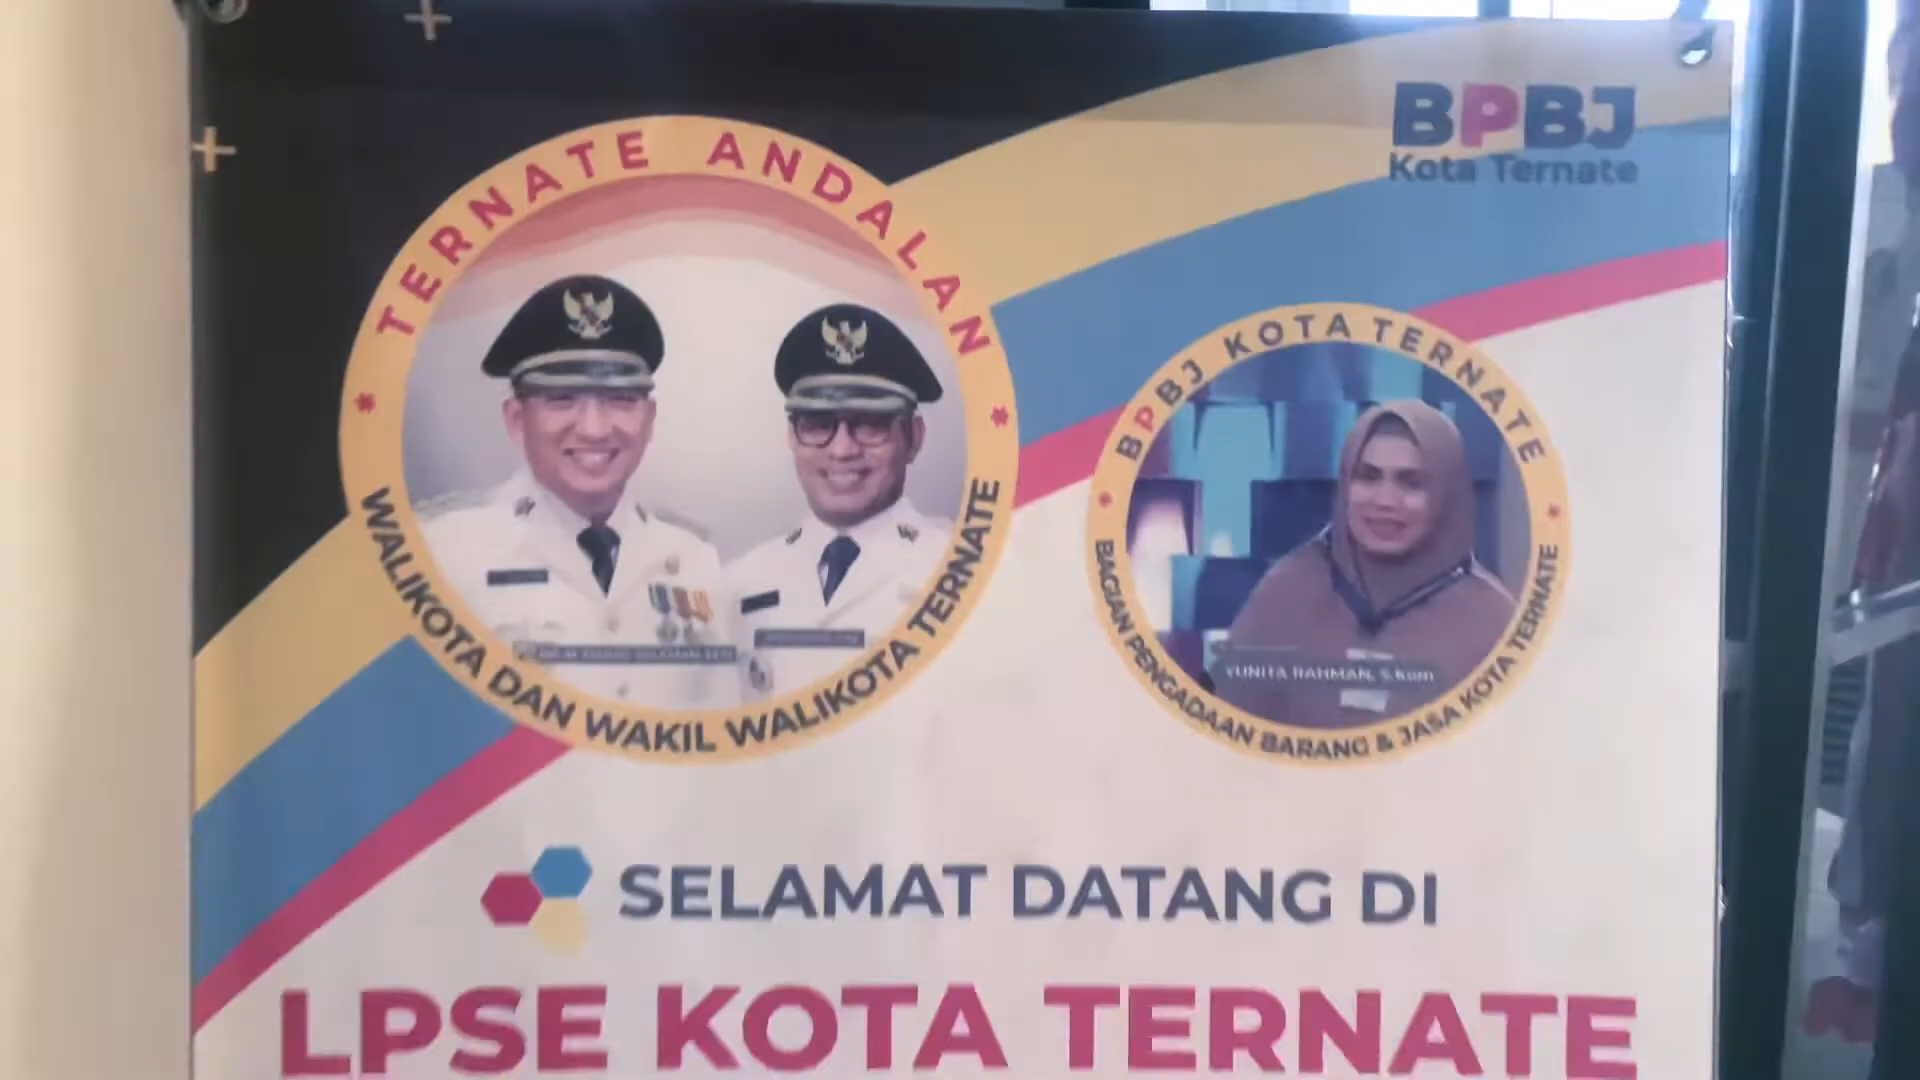 BPBJ
Kota Ternate
TERNATE ANDALAN
WALIKOTA DAN WAKIL WALIKOTA TERNATE
BPBJ KOTA TERNATE
YUNITA RAHMAN, S.Kom
BAGIAN PENGADAAN BARANG & JASA KOTA TERNATE
SELAMAT DATANG DI
LPSE KOTA TERNATE